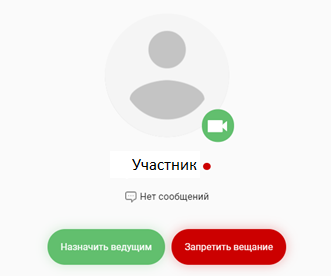 Участник
Нет сообщений
Назначить ведущим
Запретить вещание